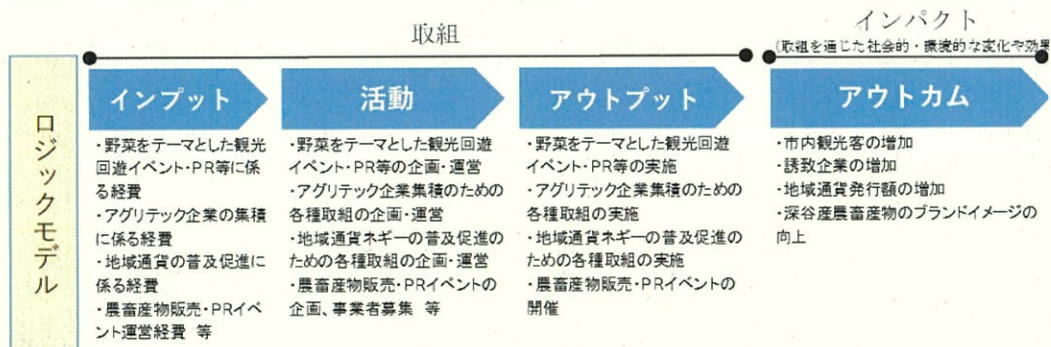 取組
インパクト
(取組を通じた社会的・環境的な変化や効果
ロジックモデル
インプット
・野菜をテーマとした観光
回遊イベント・PR等に係
る経費
・アグリテック企業の集積
に係る経費
・地域通貨の普及促進に
係る経費
・農畜産物販売・PRイベ
ント運営経費 等
活動
・野菜をテーマとした観光回遊
イベント・PR等の企画・運営
・アグリテック企業集積のための
各種取組の企画・運営
・地域通貨ネギーの普及促進の
ための各種取組の企画・運営
・農畜産物販売・PRイベントの
企画、事業者募集 等
アウトプット
・野菜をテーマとした観光回遊
イベント・PR等の実施
・アグリテック企業集積のための
各種取組の実施
・地域通貨ネギーの普及促進の
ための各種取組の実施
・農畜産物販売・PRイベントの
開催
アウトカム
・市内観光客の増加
・誘致企業の増加
・地域通貨発行額の増加
・深谷産農畜産物のブランドイメージの
向上